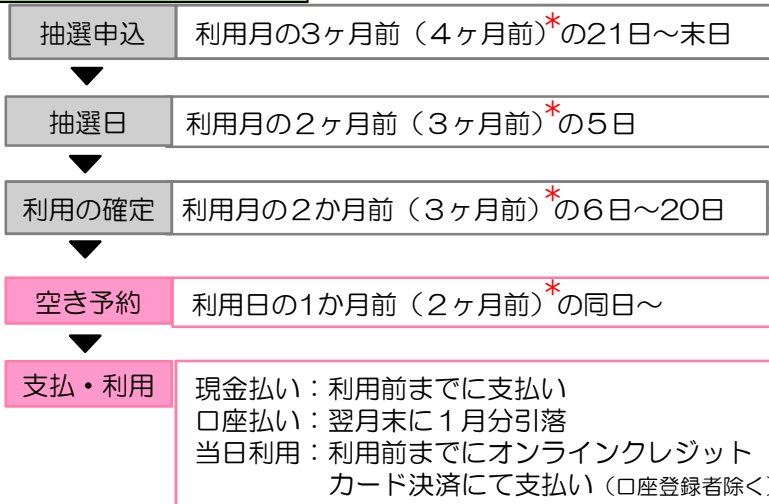 抽選申込 利用月の3ヶ月前（4ヶ月前）*の21日～末日
抽選日 利用月の２ヶ月前（３ヶ月前）*の５日
利用の確定 利用月の２か月前（３ヶ月前）*の６日～20日
空き予約 利用日の1か月前（２ヶ月前）*の同日～
支払・利用 現金払い：利用前までに支払い
口座払い：翌月末に１月分引落
当日利用：利用前までにオンラインクレジット
カード決済にて支払い（口座登録者除く）